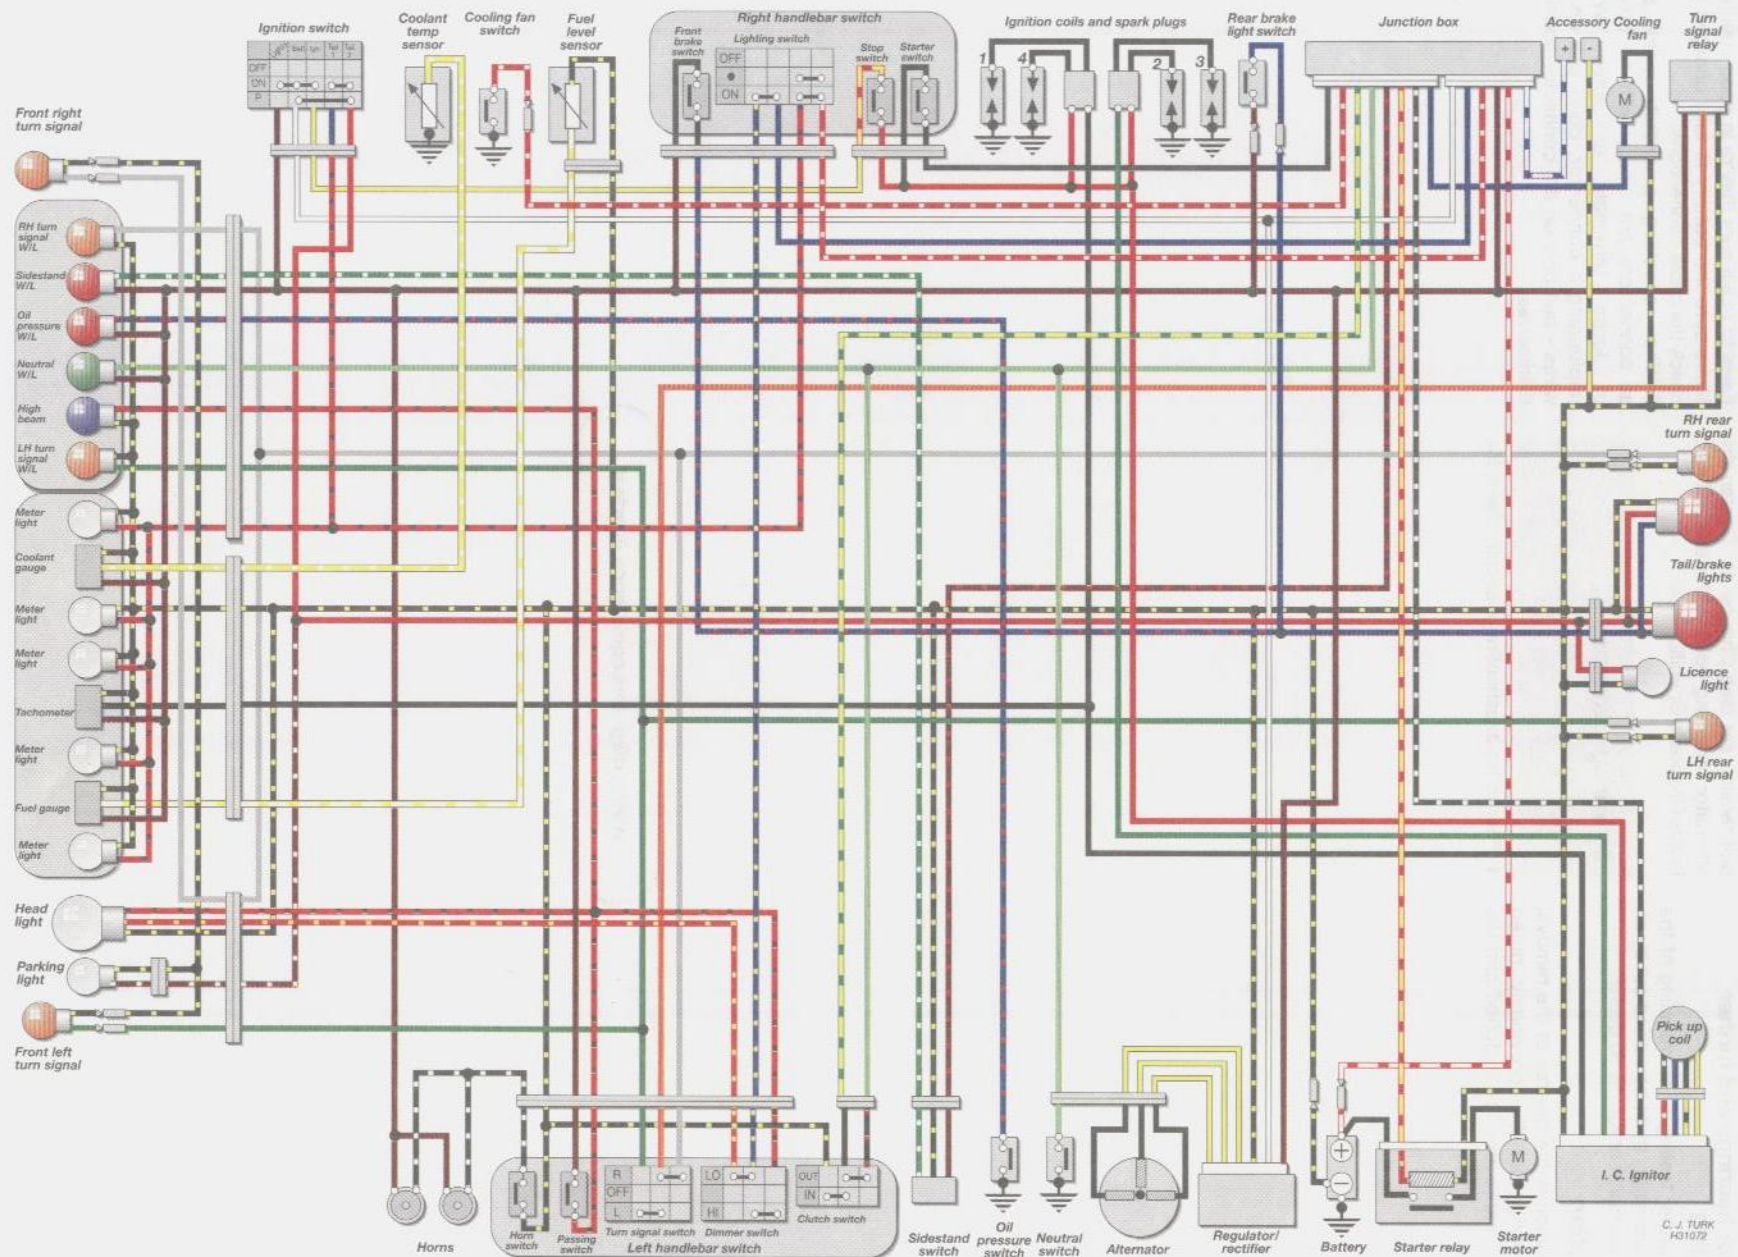 Ignition switch
Coolant
temp
sensor
Cooling fan
switch
Fuel
level
sensor
Right handlebar switch
Front
brake
switch
Lighting switch
OFF
ON
Stop
switch
Starter
switch
Ignition coils and spark plugs
1
4
2
3
Rear brake
light switch
Junction box
Accessory
+
-
Cooling
fan
M
Turn
signal relay
Batt
Ign
Tail
1
Tail
2
OFF
ON
P
Front right
turn signal
RH turn
signal
W/L
Sidestand
W/L
Oil
pressure
W/L
Neutral
W/L
High
beam
LH turn
signal
W/L
Meter
light
Coolant
gauge
Meter
light
Meter
light
Tachometer
Meter
light
Fuel gauge
Meter
light
Head
light
Parking
light
Front left
turn signal
RH rear
turn signal
Tail/brake
lights
Licence
light
LH rear
turn signal
Pick up
coil
I. C. Ignitor
Horns
Horn
switch
Passing
switch
R
OFF
L
Turn signal switch
LO
HI
Dimmer switch
OUT
IN
Clutch switch
Left handlebar switch
Sidestand
switch
Oil
pressure
switch
Neutral
switch
Alternator
Regulator/
rectifier
+
−
Battery
Starter relay
M
Starter
motor
C. J. TURK
H31072